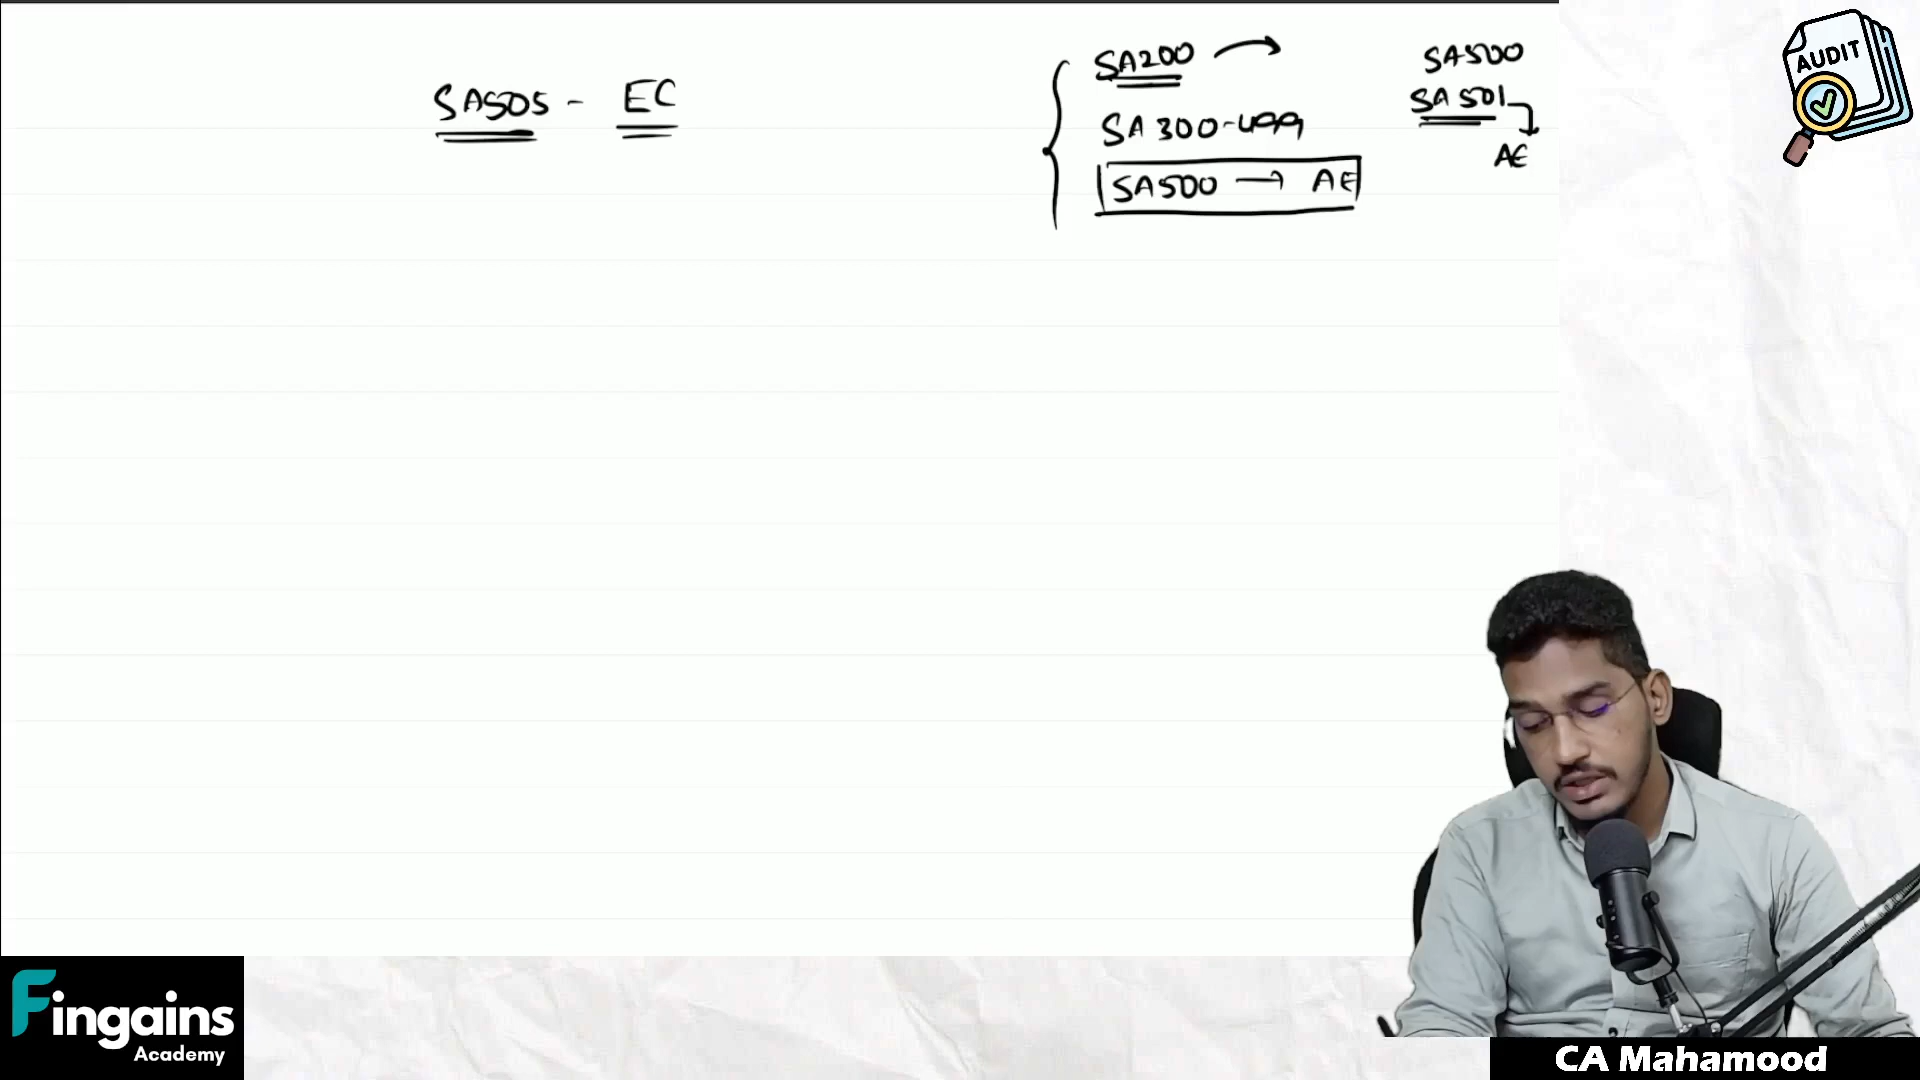 SA505 - EC
SA200 →
SA 300-499
SA500 → AE
SA500
SA 501
AE
AUDIT
Fingains
Academy
CA Mahamood